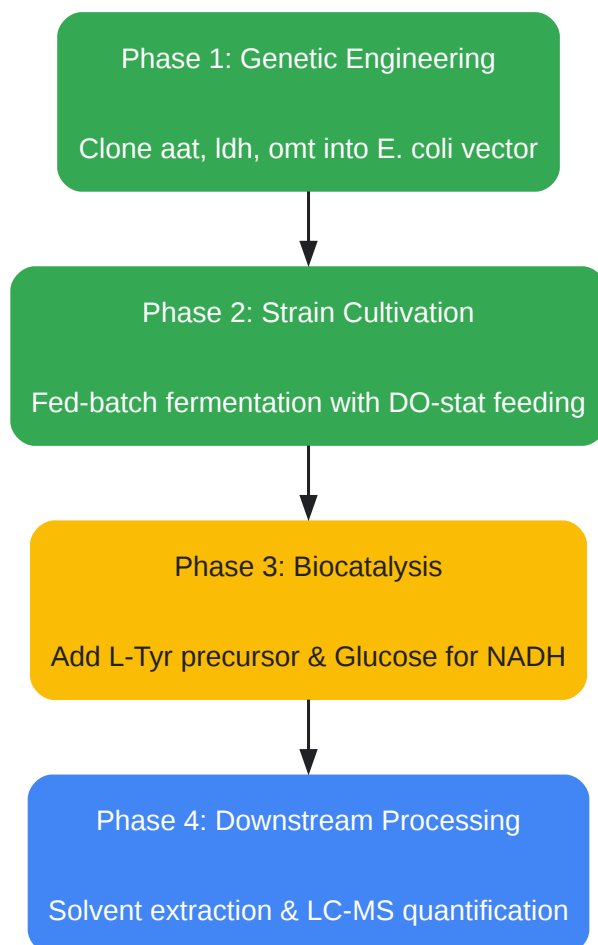 Phase 1: Genetic Engineering
Clone aat, ldh, omt into E. coli vector
Phase 2: Strain Cultivation
Fed-batch fermentation with DO-stat feeding
Phase 3: Biocatalysis
Add L-Tyr precursor & Glucose for NADH
Phase 4: Downstream Processing
Solvent extraction & LC-MS quantification